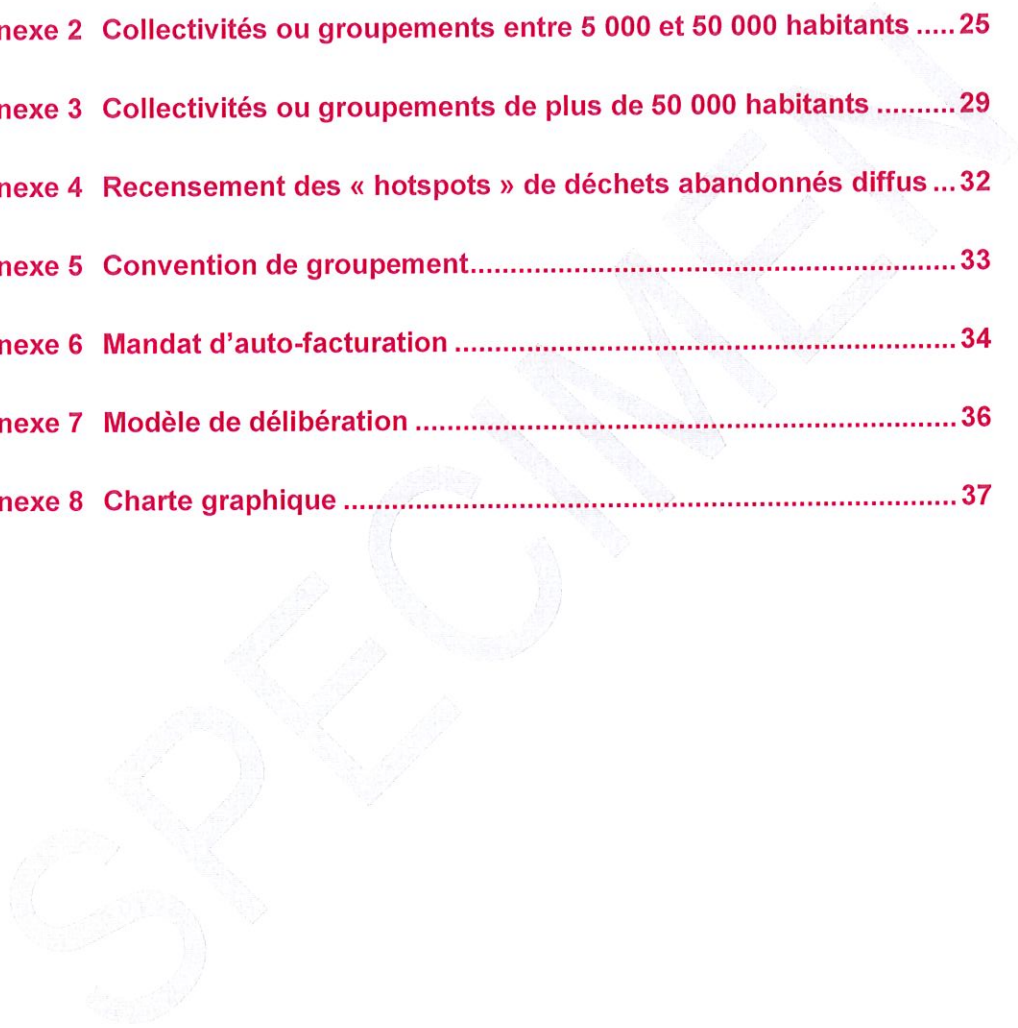 nexe 2 Collectivités ou groupements entre 5 000 et 50 000 habitants .....25
nexe 3 Collectivités ou groupements de plus de 50 000 habitants ..........29
nexe 4 Recensement des « hotspots » de déchets abandonnés diffus ...32
nexe 5 Convention de groupement............................................................33
nexe 6 Mandat d’auto-facturation ..............................................................34
nexe 7 Modèle de délibération ...................................................................36
nexe 8 Charte graphique ............................................................................37
SPECIMEN